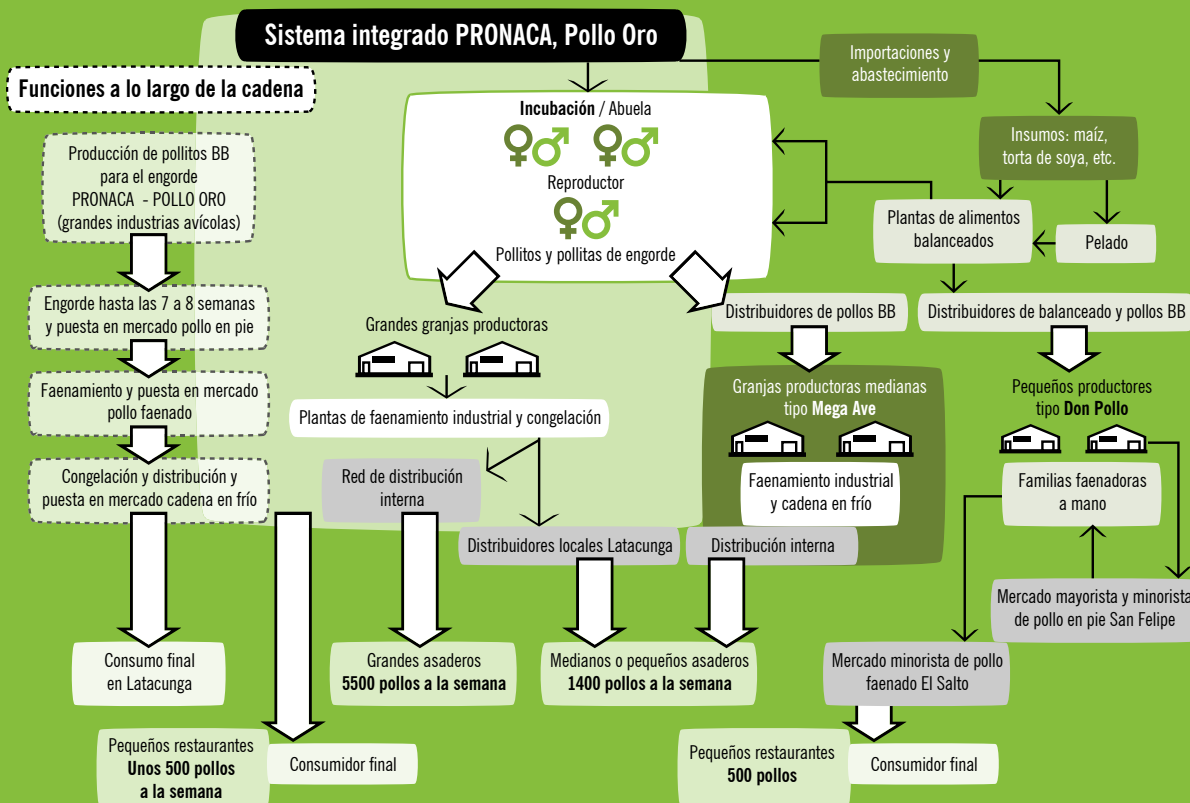 Sistema integrado PRONACA, Pollo Oro
Funciones a lo largo de la cadena
Producción de pollitos BB
para el engorde
PRONACA - POLLO ORO
(grandes industrias avícolas)
Engorde hasta las 7 a 8 semanas
y puesta en mercado pollo en pie
Faenamiento y puesta en mercado
pollo faenado
Congelación y distribución y
puesta en mercado cadena en frío
Consumo final
en Latacunga
Pequeños restaurantes
Unos 500 pollos
a la semana
Consumidor final
Incubación / Abuela
Reproductor
Pollitos y pollitas de engorde
Grandes granjas productoras
Plantas de faenamiento industrial y congelación
Red de distribución
interna
Distribuidores locales Latacunga
Grandes asaderos
5500 pollos a la semana
Medianos o pequeños asaderos
1400 pollos a la semana
Importaciones y
abastecimiento
Insumos: maíz,
torta de soya, etc.
Plantas de alimentos
balanceados
Pelado
Distribuidores de pollos BB
Distribuidores de balanceado y pollos BB
Granjas productoras medianas
tipo Mega Ave
Faenamiento industrial
y cadena en frío
Distribución interna
Pequeños productores
tipo Don Pollo
Familias faenadoras
a mano
Mercado mayorista y minorista
de pollo en pie San Felipe
Mercado minorista de pollo
faenado El Salto
Pequeños restaurantes
500 pollos
Consumidor final